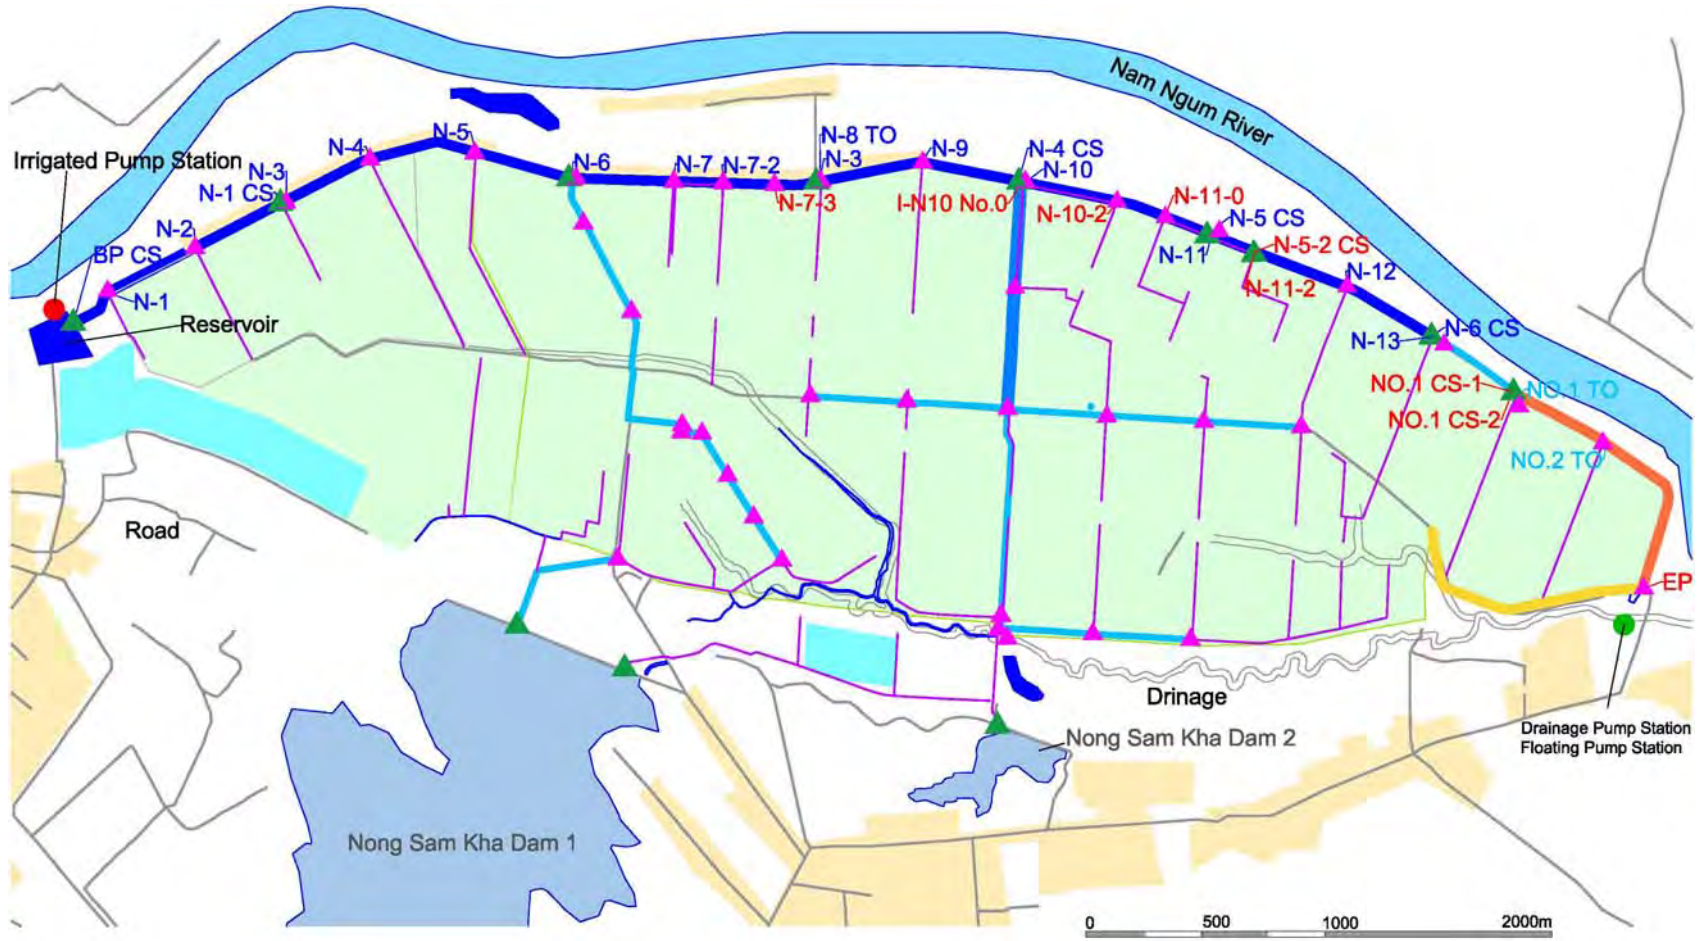 Nam Ngum River
N-5
N-8 TO
N-4
N-9
N-4 CS
Irrigated Pump Station
N-3
N-6
N-7
N-7-2
N-3
N-10
N-1 CS
N-7-3
I-N10 No.0
N-10-2
N-11-0
N-2
N-5 CS
BP CS
N-11
N-5-2 CS
N-1
N-11-2
N-12
Reservoir
N-13
N-6 CS
NO.1 CS-1
NO.1 TO
NO.1 CS-2
NO.2 TO
Road
EP
Drinage
Nong Sam Kha Dam 2
Drainage Pump Station
Floating Pump Station
Nong Sam Kha Dam 1
0 500 1000 2000m